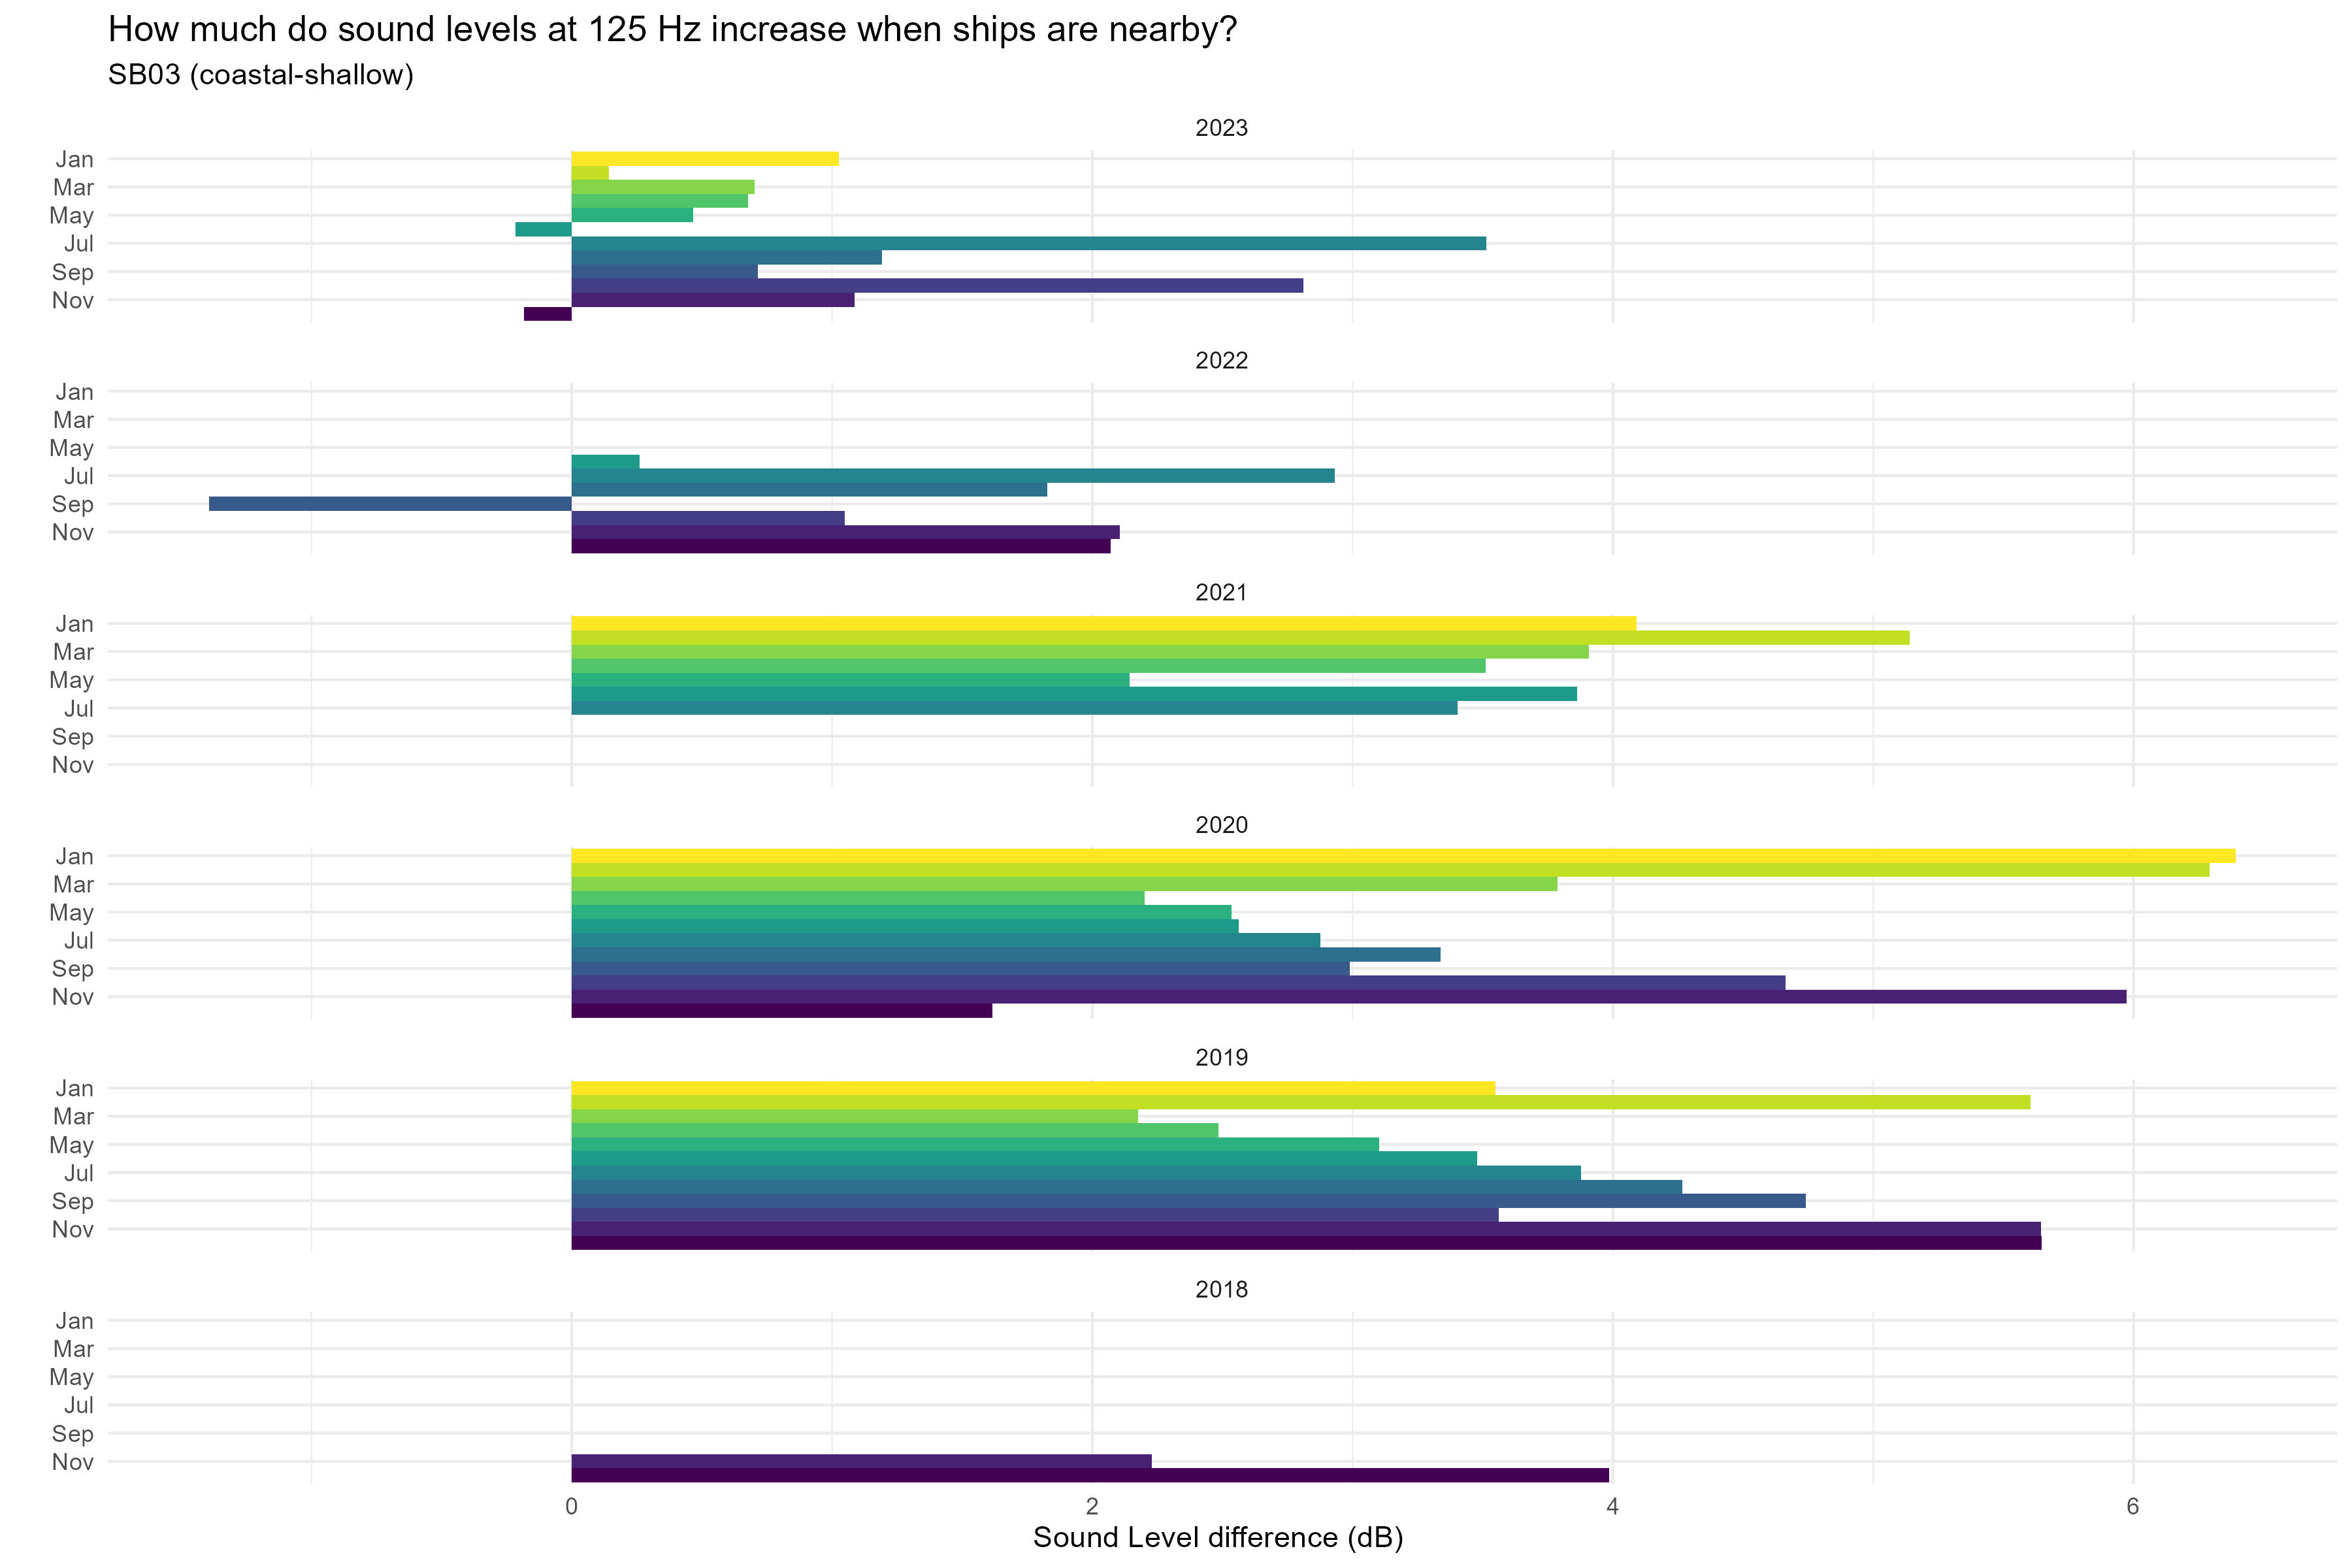 How much do sound levels at 125 Hz increase when ships are nearby?
SB03 (coastal-shallow)
2023
Jan
Mar
May
Jul
Sep
Nov
2022
Jan
Mar
May
Jul
Sep
Nov
2021
Jan
Mar
May
Jul
Sep
Nov
2020
Jan
Mar
May
Jul
Sep
Nov
2019
Jan
Mar
May
Jul
Sep
Nov
2018
Jan
Mar
May
Jul
Sep
Nov
0 2 4 6
Sound Level difference (dB)